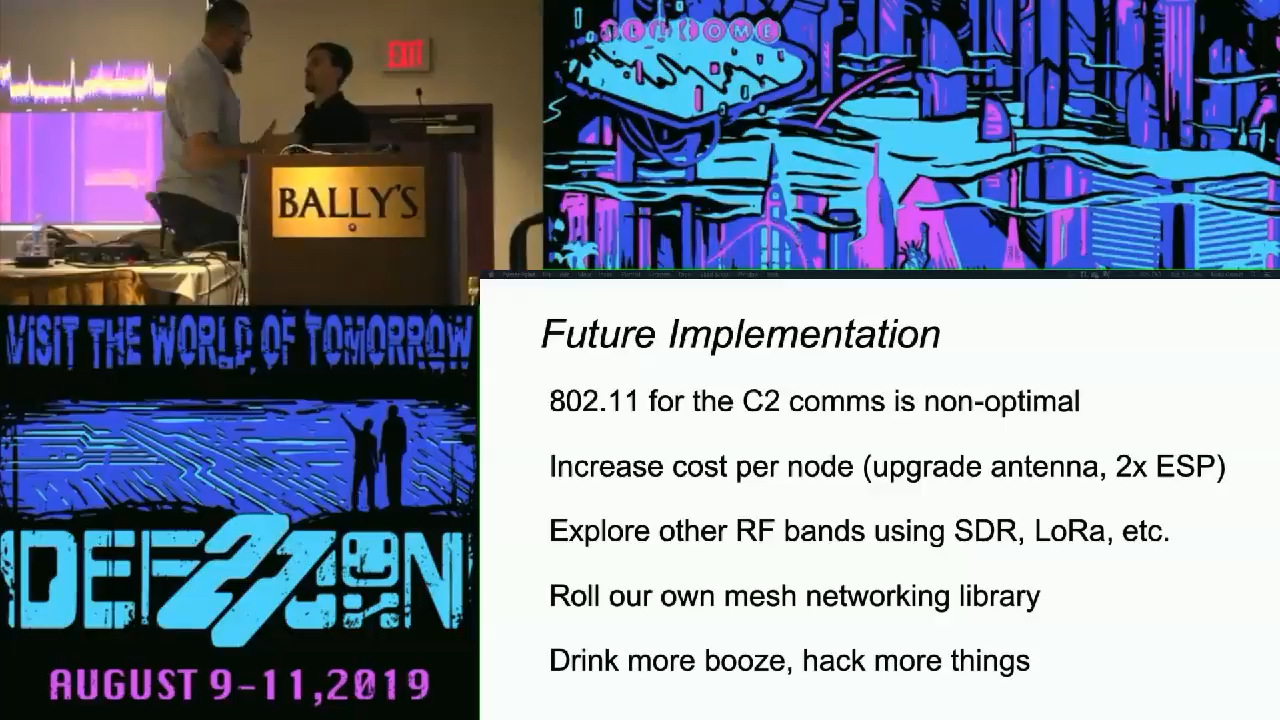 WELCOME
EXIT
BALLY'S
VISIT THE WORLD OF TOMORROW
DEFCON 27
AUGUST 9-11,2019
Future Implementation
802.11 for the C2 comms is non-optimal
Increase cost per node (upgrade antenna, 2x ESP)
Explore other RF bands using SDR, LoRa, etc.
Roll our own mesh networking library
Drink more booze, hack more things